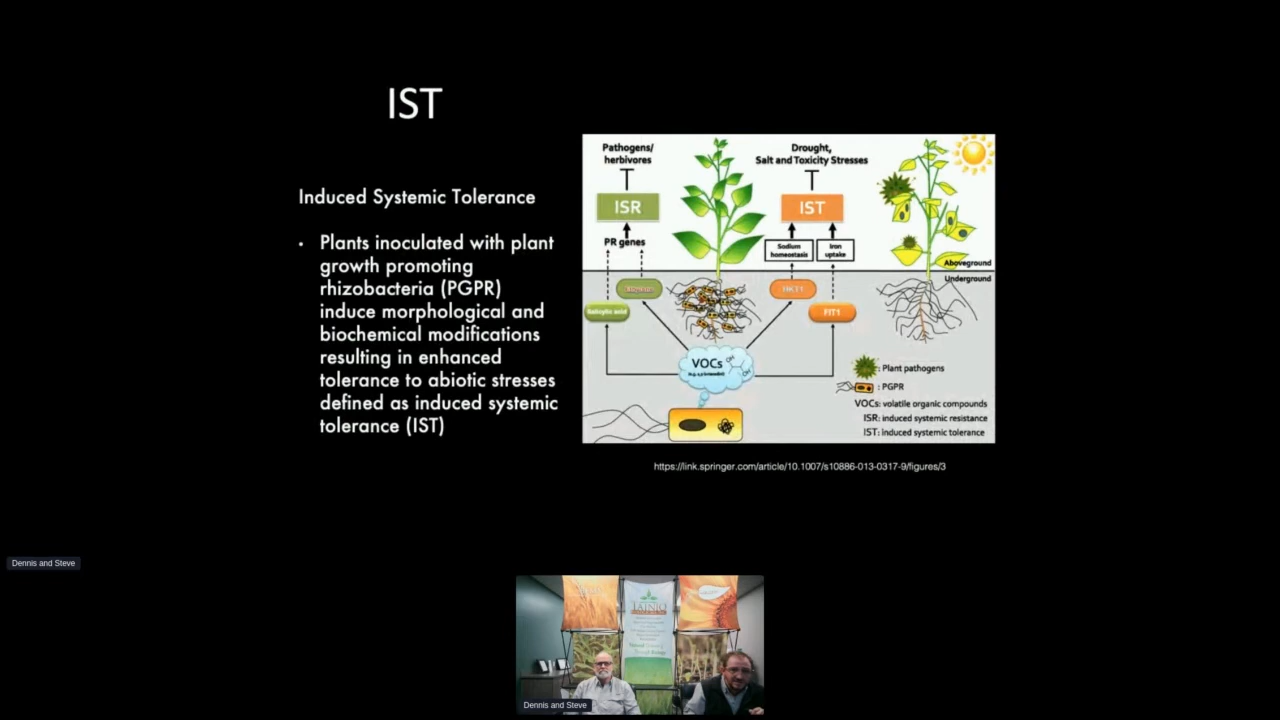 IST
Induced Systemic Tolerance
• Plants inoculated with plant
growth promoting
rhizobacteria (PGPR)
induce morphological and
biochemical modifications
resulting in enhanced
tolerance to abiotic stresses
defined as induced systemic
tolerance (IST)
Pathogens/
herbivores
ISR
PR genes
Salicylic acid
Drought,
Salt and Toxicity Stresses
IST
Sodium
homeostasis
Iron
uptake
HKT1
FIT1
Aboveground
Underground
VOCs
: Plant pathogens
: PGPR
VOCs: volatile organic compounds
ISR: induced systemic resistance
IST: induced systemic tolerance
https://link.springer.com/article/10.1007/s10886-013-0317-9/figures/3
Dennis and Steve
Dennis and Steve